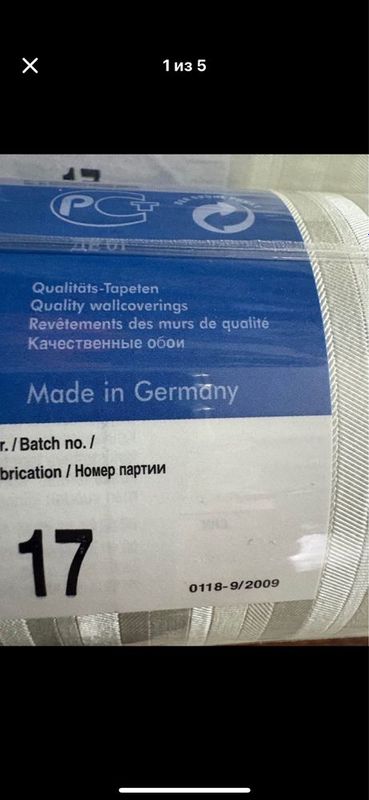 1 из 5
17
PC
Qualitäts-Tapeten
Quality wallcoverings
Revêtements des murs de qualité
Качественные обои
Made in Germany
r. / Batch no. /
brication / Номер партии
17
0118-9/2009